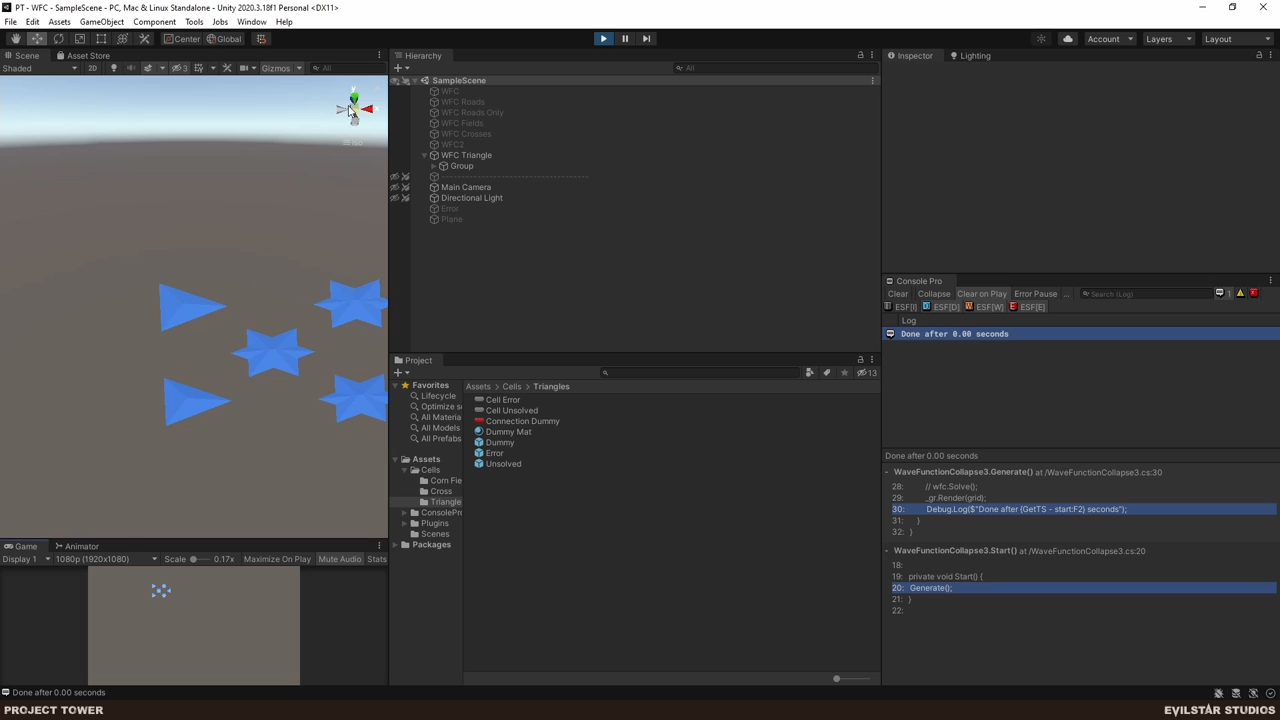 PT - WFC - SampleScene - PC, Mac & Linux Standalone - Unity 2020.3.18f1 Personal <DX11>
File Edit Assets GameObject Component Tools Jobs Window Help
Center Global
Account Layers Layout
Scene Asset Store
Shaded 2D 3 Gizmos All
Iso
Hierarchy
All
SampleScene
WFC
WFC Roads
WFC Roads Only
WFC Fields
WFC Crosses
WFC2
WFC Triangle
Group
--------------------------------------
Main Camera
Directional Light
Error
Plane
Project
13
Favorites
Lifecycle
Optimize s
All Materia
All Models
All Prefabs
Assets
Cells
Corn Fie
Cross
Triangle
ConsolePro
Plugins
Scenes
Packages
Assets > Cells > Triangles
Cell Error
Cell Unsolved
Connection Dummy
Dummy Mat
Dummy
Error
Unsolved
Inspector Lighting
Console Pro
Clear Collapse Clear on Play Error Pause ... Search (Log) 1
ESF[I] ESF[D] ESF[W] ESF[E]
Log
Done after 0.00 seconds
Done after 0.00 seconds
- WaveFunctionCollapse3.Generate() at /WaveFunctionCollapse3.cs:30
28: // wfc.Solve();
29: _gr.Render(grid);
30: Debug.Log($"Done after {GetTS - start:F2} seconds");
31: }
32: }
- WaveFunctionCollapse3.Start() at /WaveFunctionCollapse3.cs:20
18:
19: private void Start() {
20: Generate();
21: }
22:
Game Animator
Display 1 1080p (1920x1080) Scale 0.17x Maximize On Play Mute Audio Stats
Done after 0.00 seconds
PROJECT TOWER
EVILSTAR STUDIOS